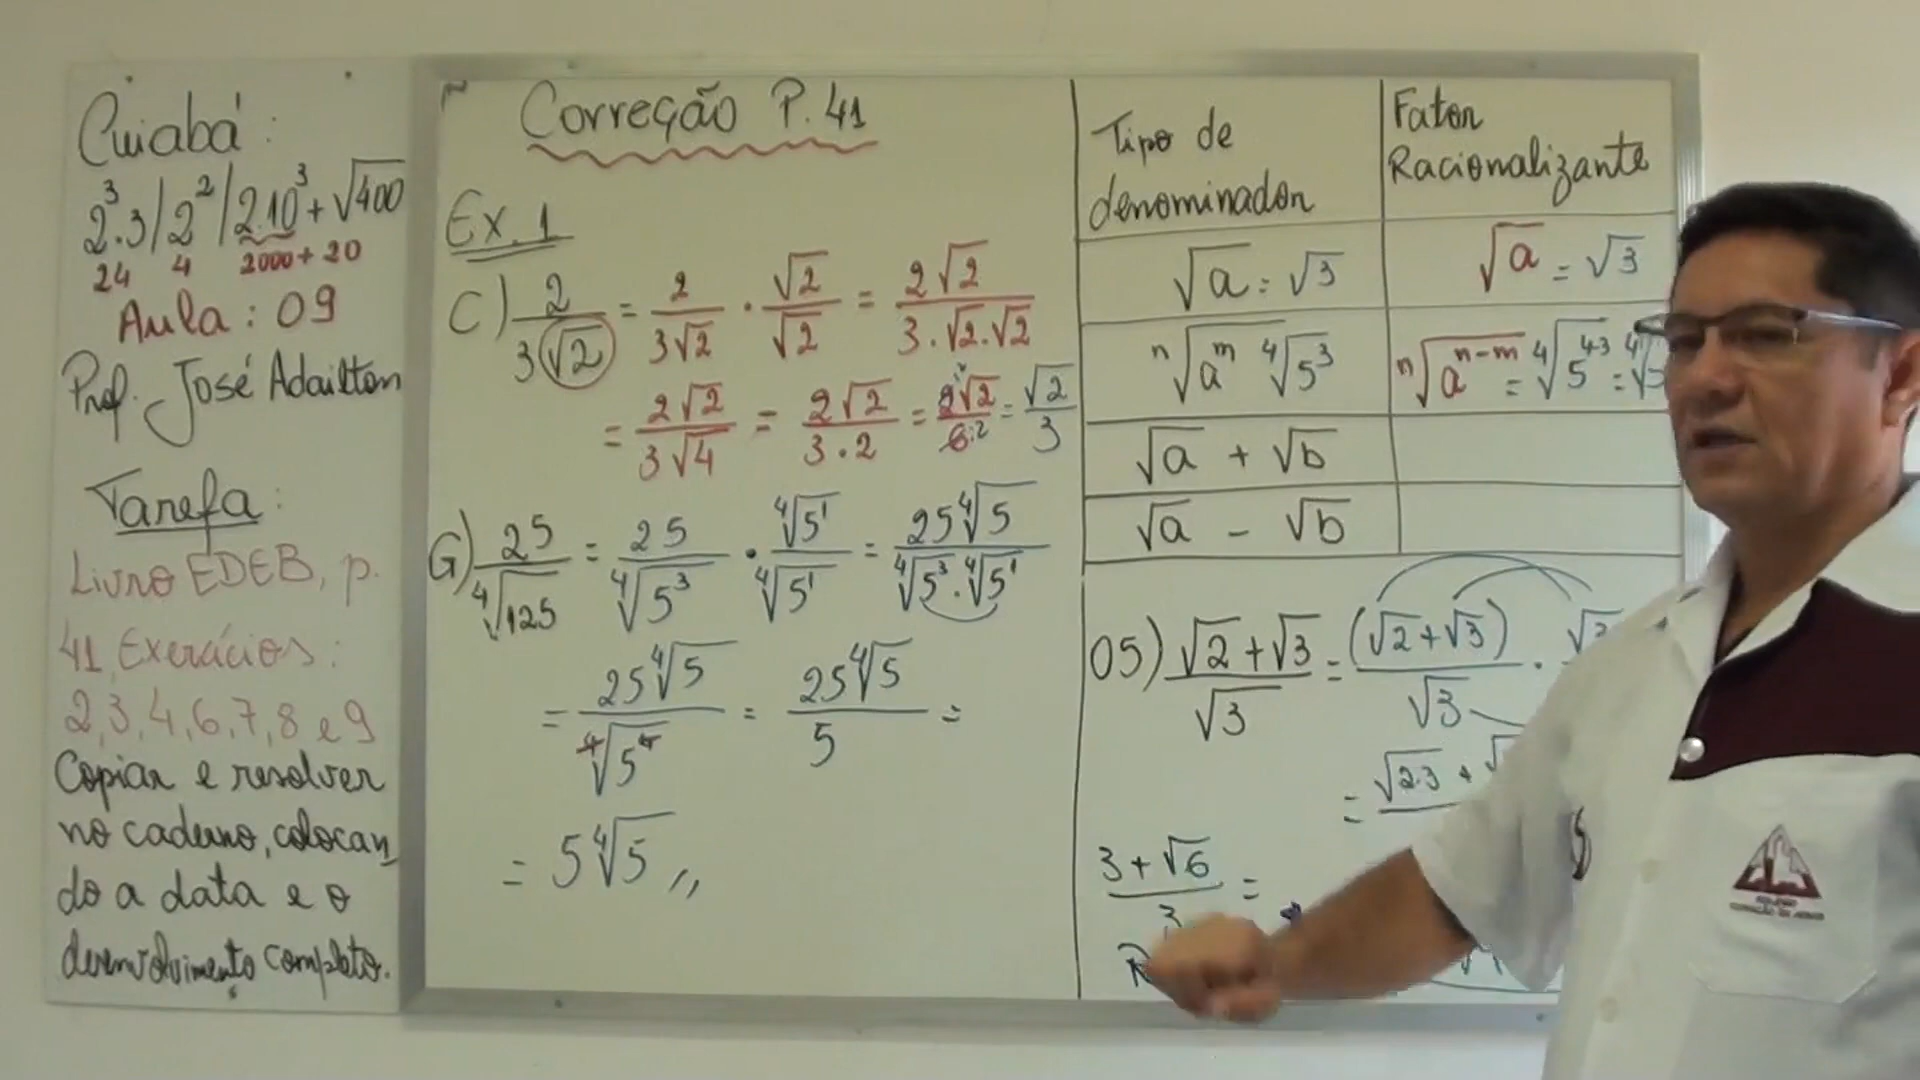 Cuiabá:
2³.3/2²/2.10³+√400
24 4 2000+20
Aula: 09
Prof. José Adailton
Tarefa:
Livro EDEB, p.
41, Exercícios:
2,3,4,6,7,8 e 9
Copiar e resolver
no caderno, colocan
do a data e o
desenvolvimento completo.
Correção P.41
Ex. 1
C) 2/3√2 = 2/3√2 · √2/√2 = 2√2/3·√2·√2
= 2√2/3√4 = 2√2/3·2 = 2√2/6:2 = √2/3
G) 25/⁴√125 = 25/⁴√5³ · ⁴√5¹/⁴√5¹ = 25⁴√5/⁴√5³·⁴√5¹
= 25⁴√5/⁴√5⁴ = 25⁴√5/5 =
= 5⁴√5,,
Tipo de denominador
Fator Racionalizante
√a = √3
√a = √3
ⁿ√aᵐ ⁴√5³
ⁿ√aⁿ⁻ᵐ = ⁴√5⁴⁻³ =
√a + √b
√a - √b
05) √2+√3/√3 = (√2+√3)/√3 ·
= √2·3 +
3+√6/3 =